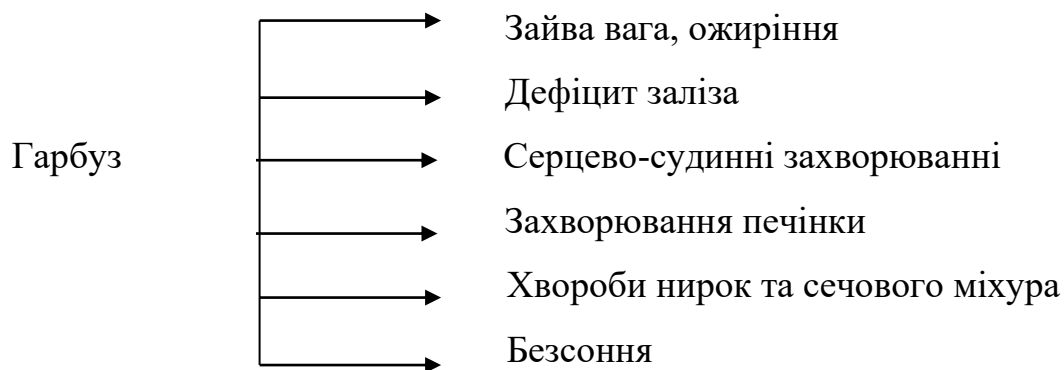 Зайва вага, ожиріння
Дефіцит заліза
Гарбуз
Серцево-судинні захворюванні
Захворювання печінки
Хвороби нирок та сечового міхура
Безсоння